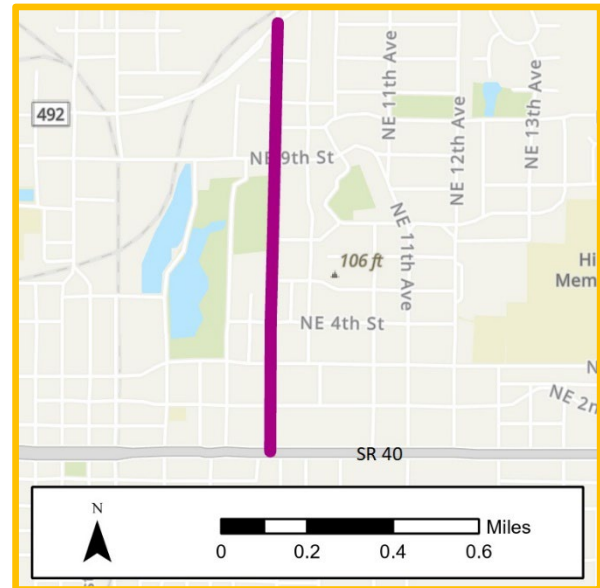 492
NE 11th Ave
NE 12th Ave
NE 13th Ave
NE 9th St
NE 11th Ave
106 ft
Hi
Mem
NE 4th St
N
NE 2n
SR 40
N
Miles
0 0.2 0.4 0.6